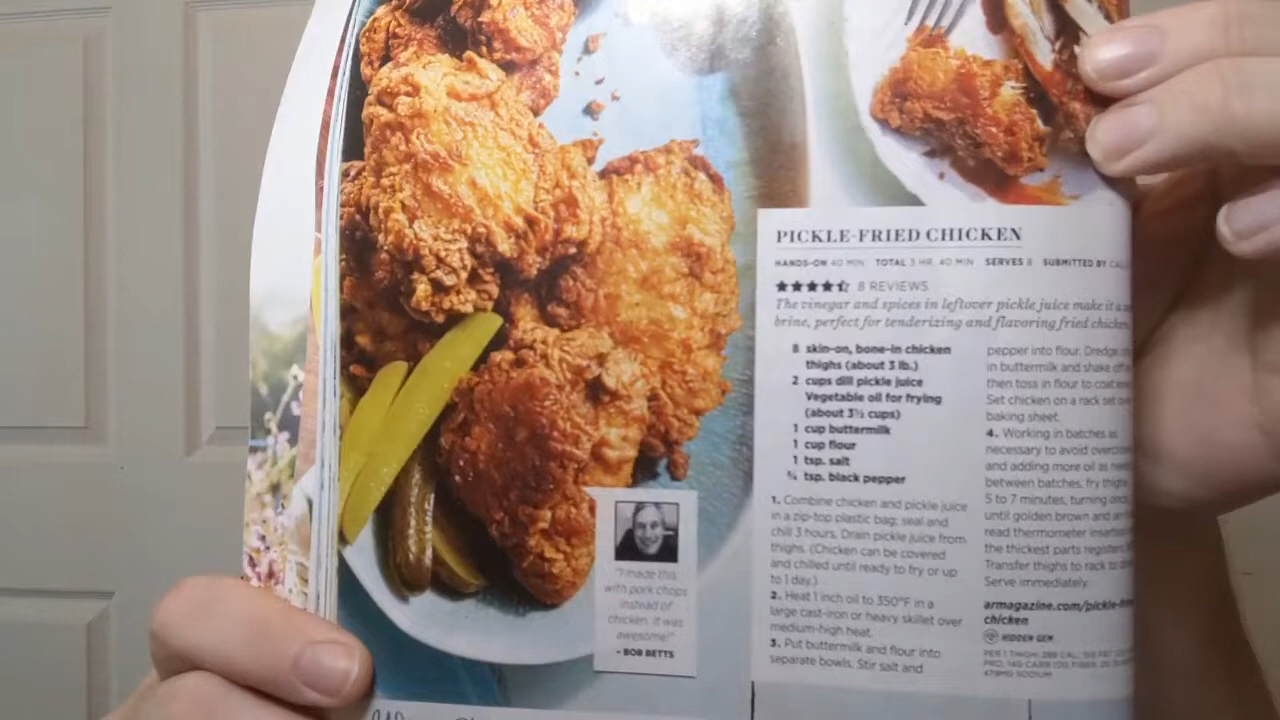 PICKLE-FRIED CHICKEN
HANDS-ON 40 MIN TOTAL 3 HR, 40 MIN SERVES 8 SUBMITTED BY
8 REVIEWS
The vinegar and spices in leftover pickle juice make it a
brine, perfect for tenderizing and flavoring fried chicken.
8 skin-on, bone-in chicken
thighs (about 3 lb.)
2 cups dill pickle juice
Vegetable oil for frying
(about 3½ cups)
1 cup buttermilk
1 cup flour
1 tsp. salt
¾ tsp. black pepper
1. Combine chicken and pickle juice
in a zip-top plastic bag; seal and
chill 3 hours. Drain pickle juice from
thighs. (Chicken can be covered
and chilled until ready to fry or up
to 1 day.)
2. Heat 1 inch oil to 350°F in a
large cast-iron or heavy skillet over
medium-high heat.
3. Put buttermilk and flour into
separate bowls. Stir salt and
pepper into flour. Dredge
in buttermilk and shake off
then toss in flour to coat
Set chicken on a rack set
baking sheet.
4. Working in batches as
necessary to avoid
and adding more oil as
between batches, fry thighs
5 to 7 minutes, turning once,
until golden brown and
read thermometer
the thickest parts registers
Transfer thighs to rack to
Serve immediately.
armagazine.com/pickle-
chicken
HIDDEN GEM
PER 1 THIGH: CAL,
479MG SODIUM
"I made this
with pork chops
instead of
chicken. It was
awesome!"
- BOB BETTS